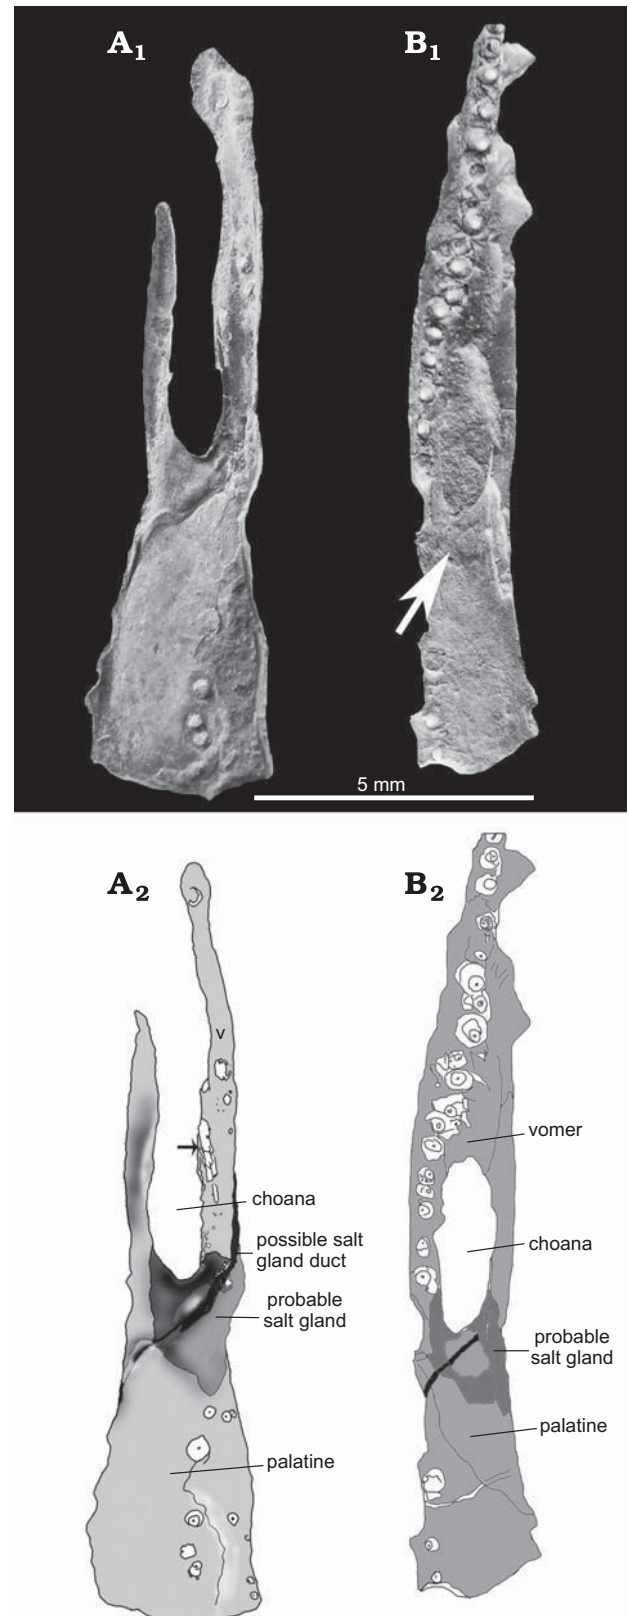 A1
B1
5 mm
A2
B2
v
vomer
choana
choana
possible salt
gland duct
probable
salt gland
probable
salt gland
palatine
palatine